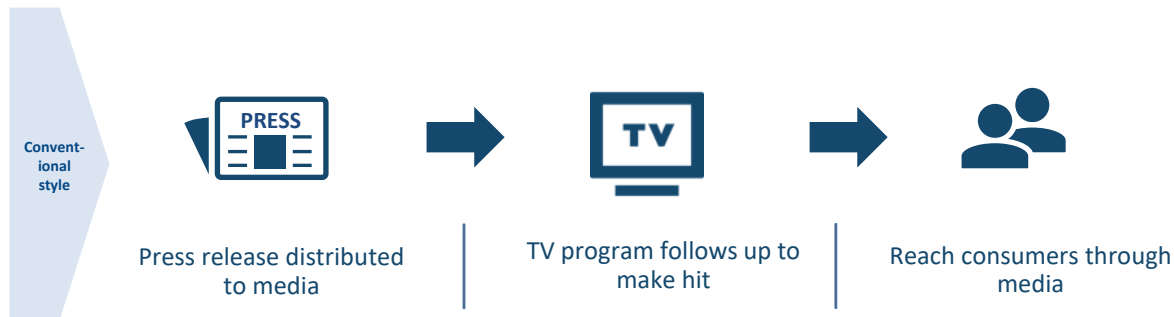 Convent-
ional
style
PRESS
TV
Press release distributed
to media
TV program follows up to
make hit
Reach consumers through
media